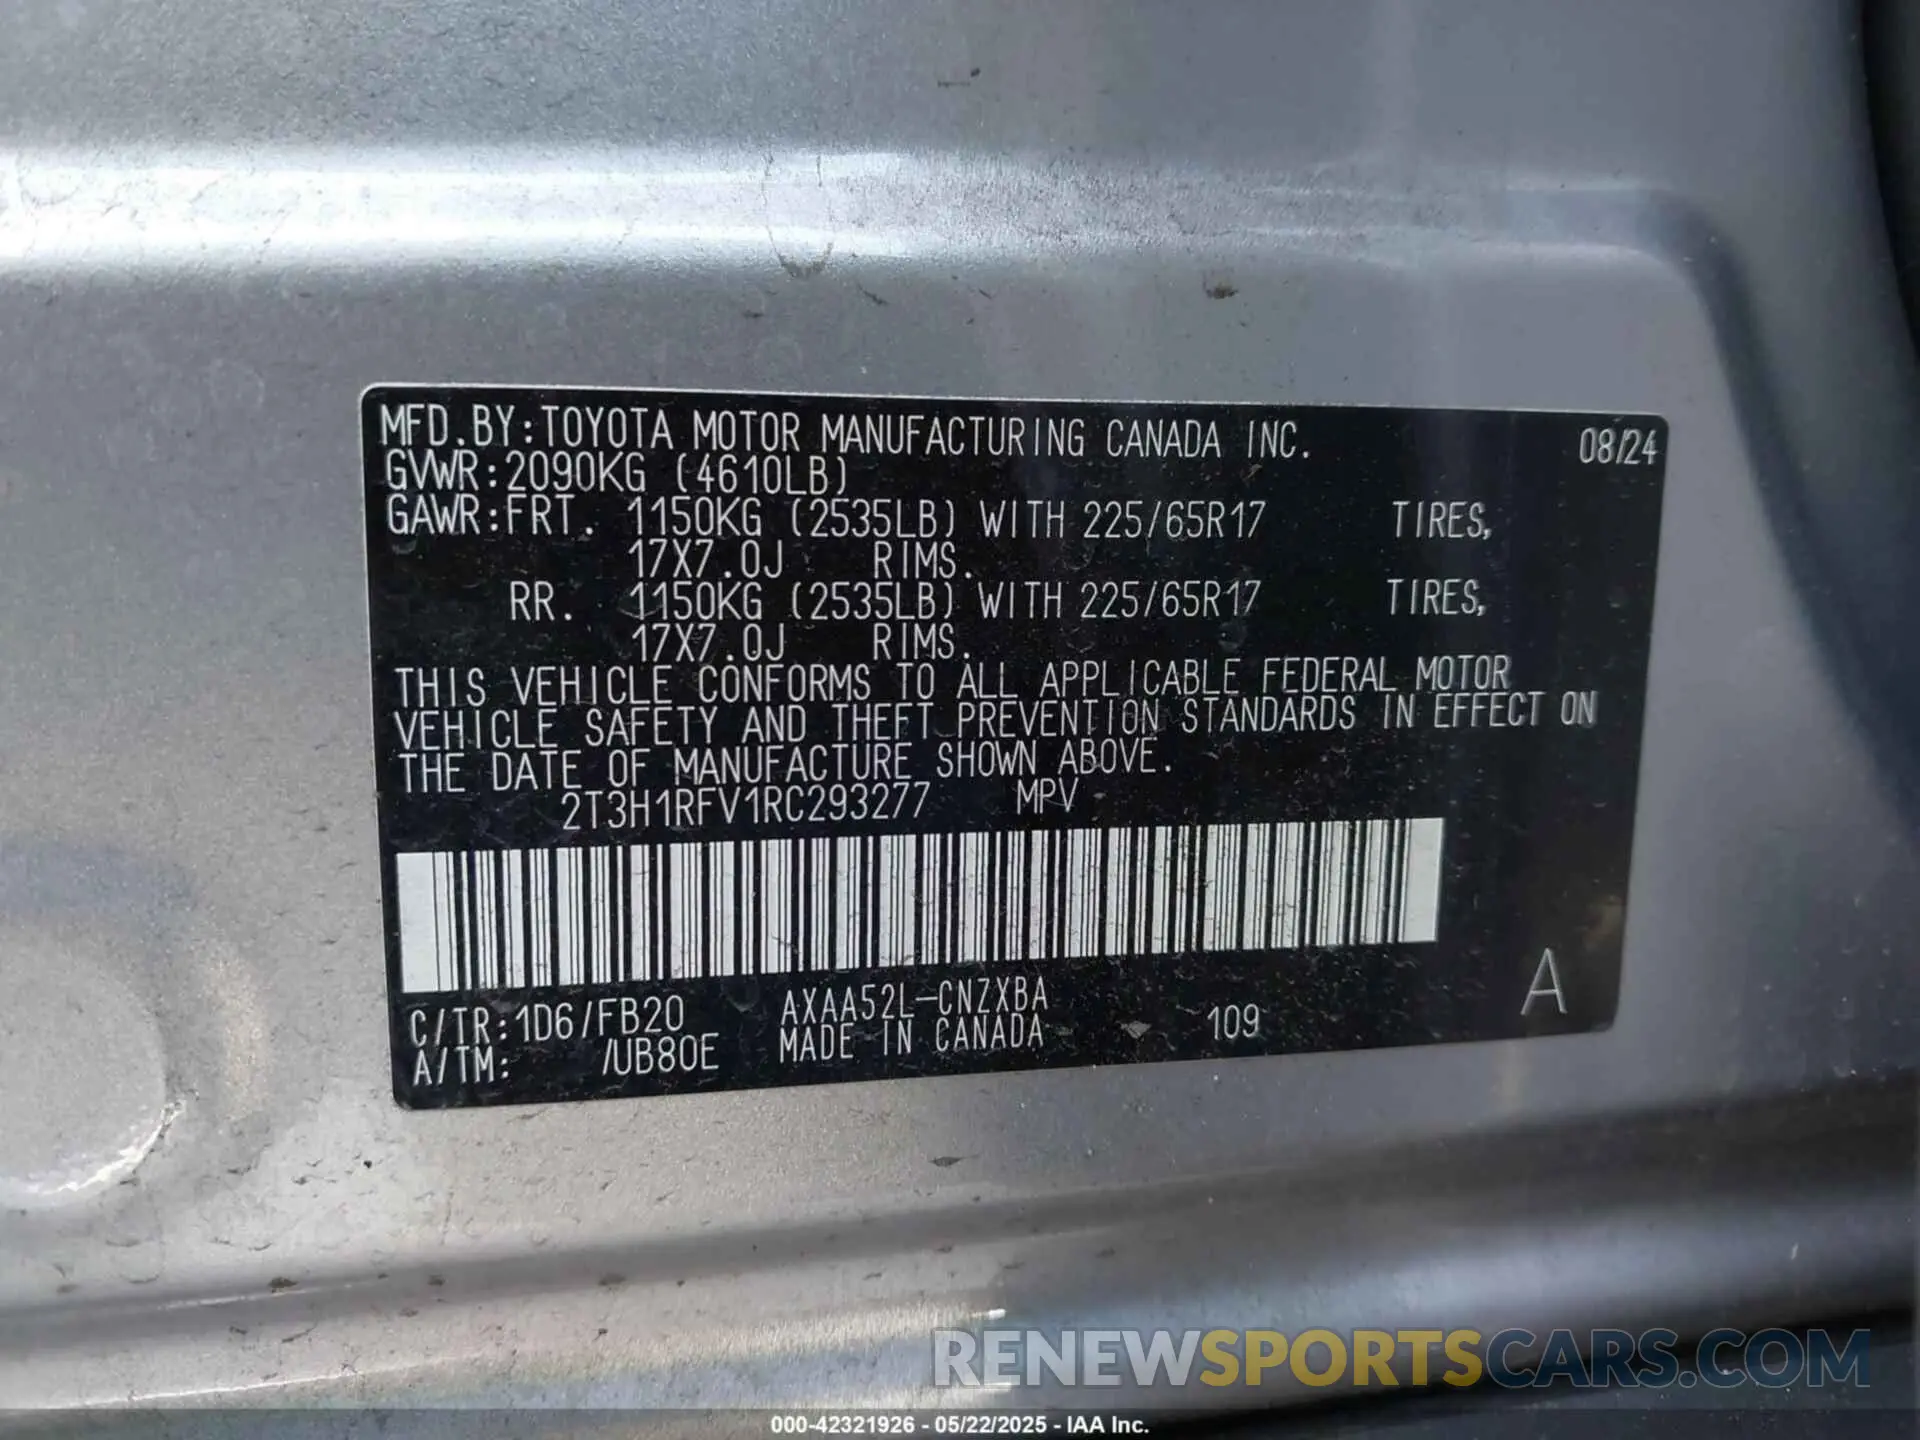 MFD.BY:TOYOTA MOTOR MANUFACTURING CANADA INC. 08/24
GVWR:2090KG (4610LB)
GAWR:FRT. 1150KG (2535LB) WITH 225/65R17 TIRES,
17X7.0J RIMS.
RR. 1150KG (2535LB) WITH 225/65R17 TIRES,
17X7.0J RIMS.
THIS VEHICLE CONFORMS TO ALL APPLICABLE FEDERAL MOTOR
VEHICLE SAFETY AND THEFT PREVENTION STANDARDS IN EFFECT ON
THE DATE OF MANUFACTURE SHOWN ABOVE.
2T3H1RFV1RC293277 MPV
C/TR:1D6/FB20 AXAA52L-CNZXBA 109 A
A/TM: /UB80E MADE IN CANADA
RENEWSPORTSCARS.COM
000-42321926 - 05/22/2025 - IAA Inc.